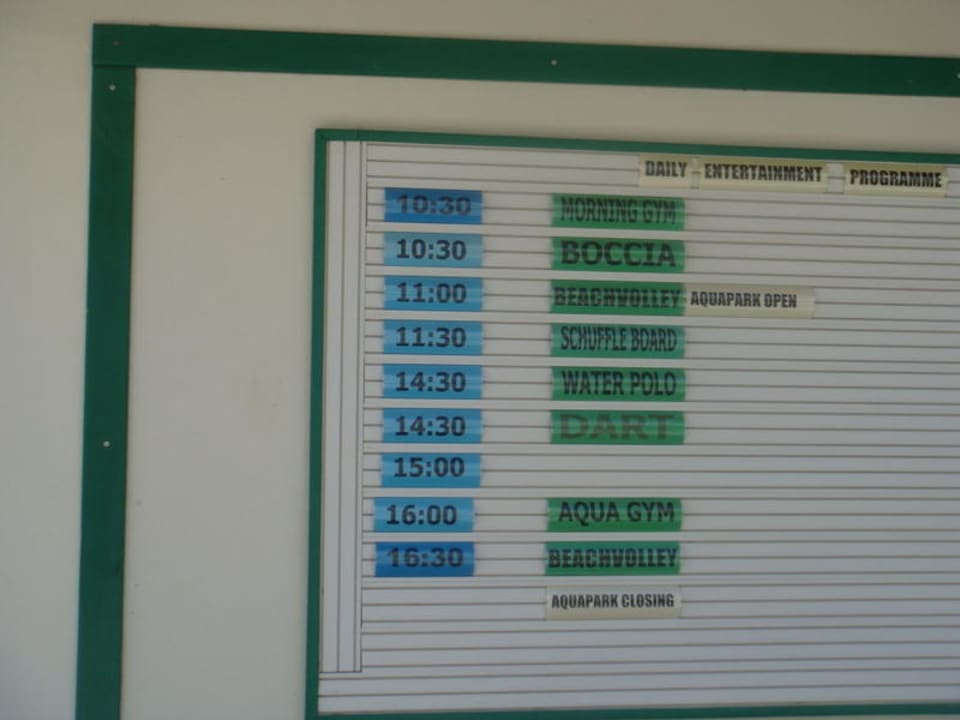 DAILY ENTERTAINMENT PROGRAMME
10:30 MORNING GYM
10:30 BOCCIA
11:00 BEACHVOLLEY AQUAPARK OPEN
11:30 SCHUFFLE BOARD
14:30 WATER POLO
14:30 DART
15:00
16:00 AQUA GYM
16:30 BEACHVOLLEY
AQUAPARK CLOSING